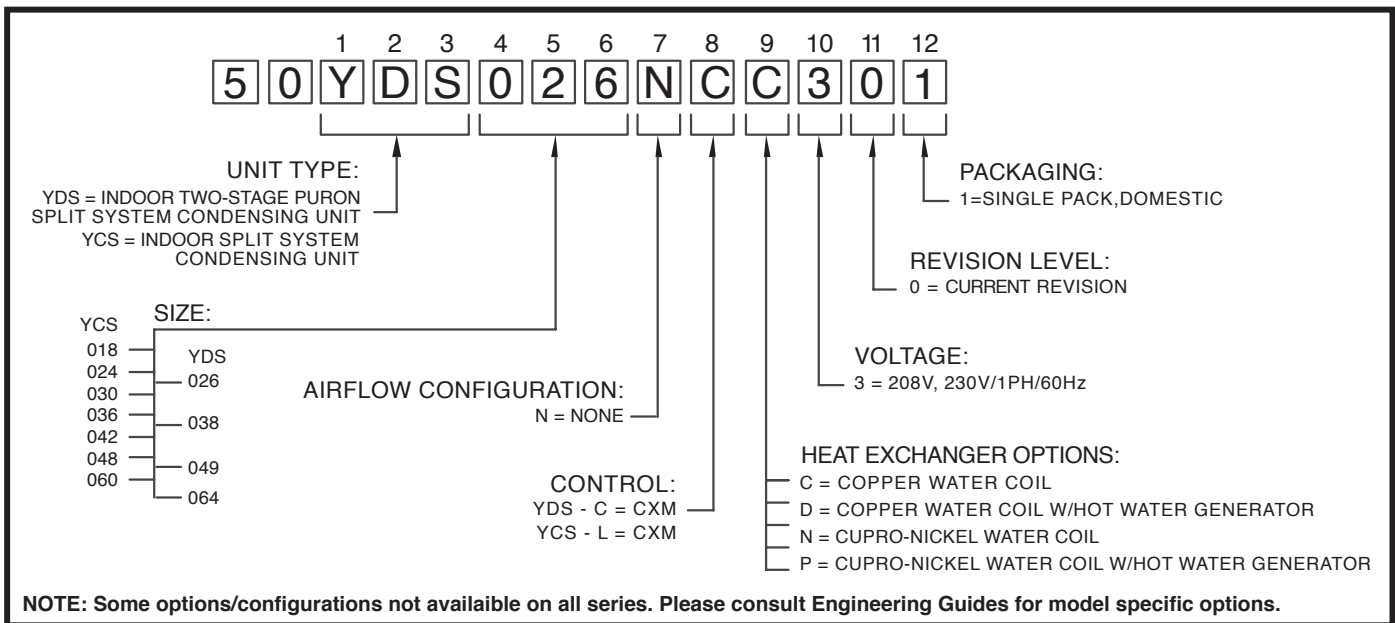 1 2 3 4 5 6 7 8 9 10 11 12
5 0 Y D S 0 2 6 N C C 3 0 1
UNIT TYPE:
YDS = INDOOR TWO-STAGE PURON
SPLIT SYSTEM CONDENSING UNIT
YCS = INDOOR SPLIT SYSTEM
CONDENSING UNIT
SIZE:
YCS
018
024
030
036
042
048
060
YDS
026
038
049
064
AIRFLOW CONFIGURATION:
N = NONE
CONTROL:
YDS - C = CXM
YCS - L = CXM
PACKAGING:
1=SINGLE PACK,DOMESTIC
REVISION LEVEL:
0 = CURRENT REVISION
VOLTAGE:
3 = 208V, 230V/1PH/60Hz
HEAT EXCHANGER OPTIONS:
C = COPPER WATER COIL
D = COPPER WATER COIL W/HOT WATER GENERATOR
N = CUPRO-NICKEL WATER COIL
P = CUPRO-NICKEL WATER COIL W/HOT WATER GENERATOR
NOTE: Some options/configurations not availaible on all series. Please consult Engineering Guides for model specific options.